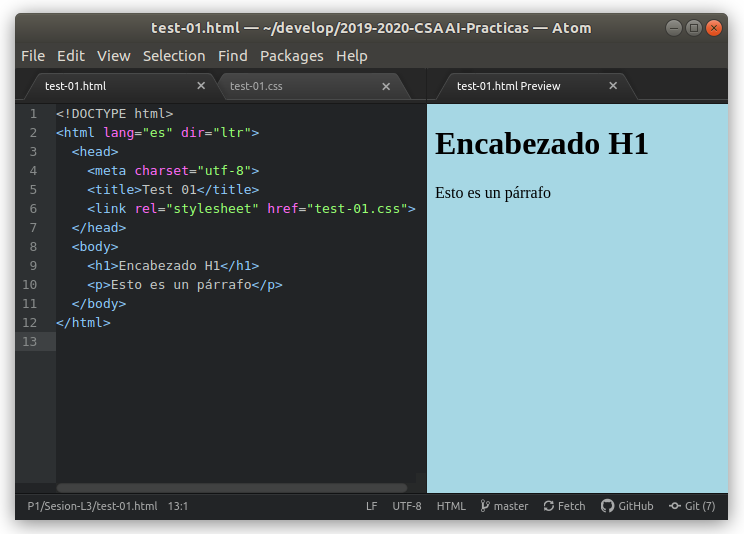 test-01.html — ~/develop/2019-2020-CSAAI-Practicas — Atom
File Edit View Selection Find Packages Help
test-01.html test-01.css test-01.html Preview
1 <!DOCTYPE html>
2 <html lang="es" dir="ltr">
3 <head>
4 <meta charset="utf-8">
5 <title>Test 01</title>
6 <link rel="stylesheet" href="test-01.css">
7 </head>
8 <body>
9 <h1>Encabezado H1</h1>
10 <p>Esto es un párrafo</p>
11 </body>
12 </html>
13
Encabezado H1
Esto es un párrafo
P1/Sesion-L3/test-01.html 13:1 LF UTF-8 HTML master Fetch GitHub Git (7)